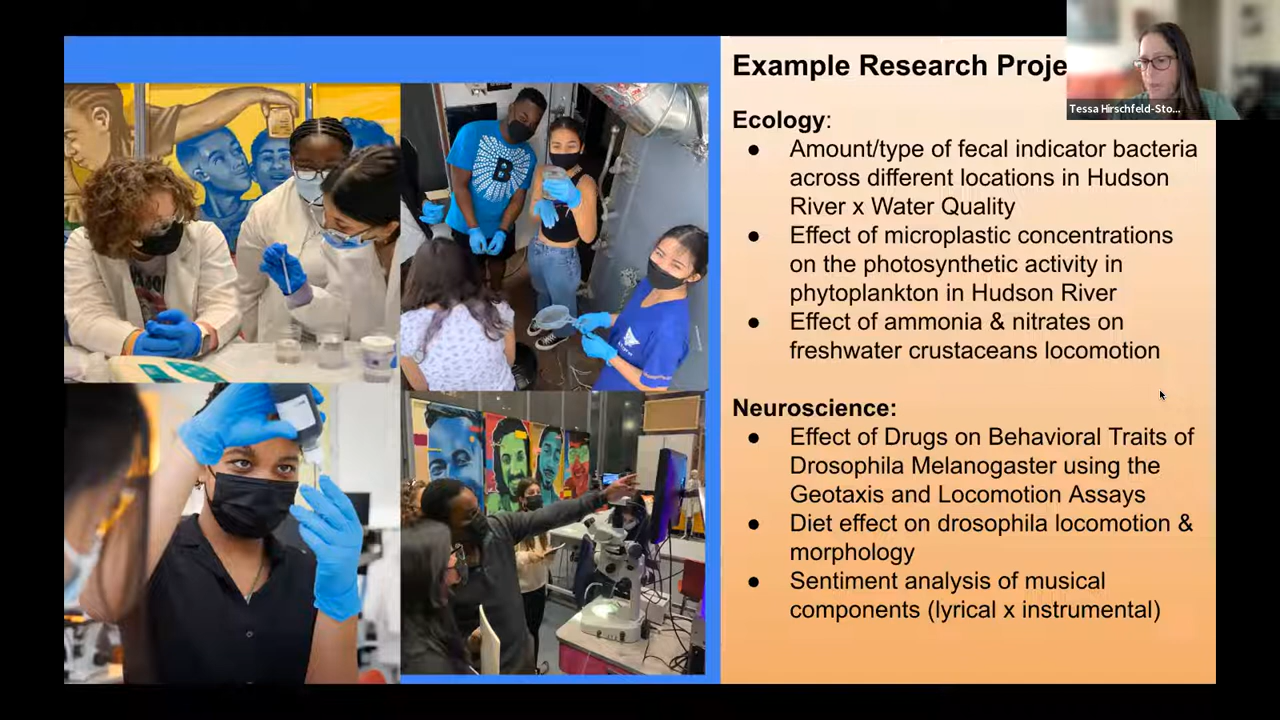 Example Research Proje
Tessa Hirschfeld-Sto...
Ecology:
● Amount/type of fecal indicator bacteria
across different locations in Hudson
River x Water Quality
● Effect of microplastic concentrations
on the photosynthetic activity in
phytoplankton in Hudson River
● Effect of ammonia & nitrates on
freshwater crustaceans locomotion
Neuroscience:
● Effect of Drugs on Behavioral Traits of
Drosophila Melanogaster using the
Geotaxis and Locomotion Assays
● Diet effect on drosophila locomotion &
morphology
● Sentiment analysis of musical
components (lyrical x instrumental)
B